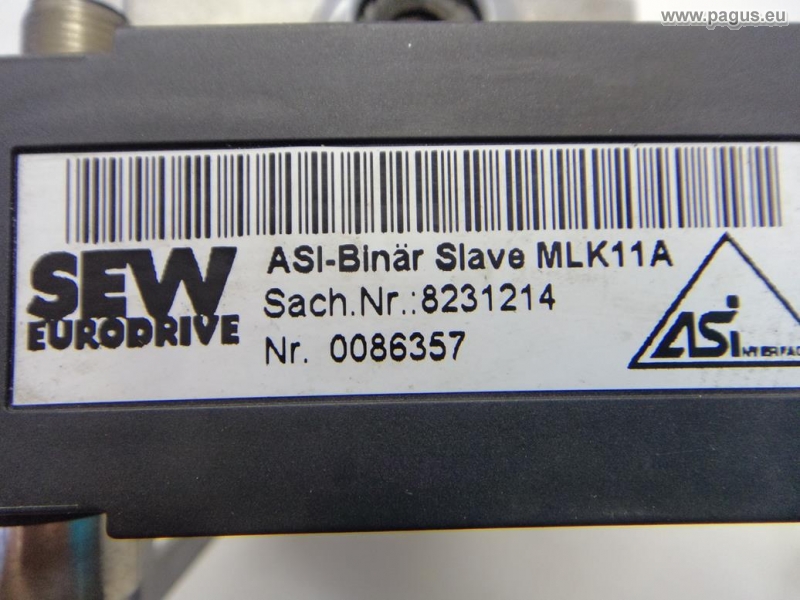 www.pagus.eu
SEW
EURODRIVE
ASI-Binär Slave MLK11A
Sach.Nr.:8231214
Nr. 0086357
ASi